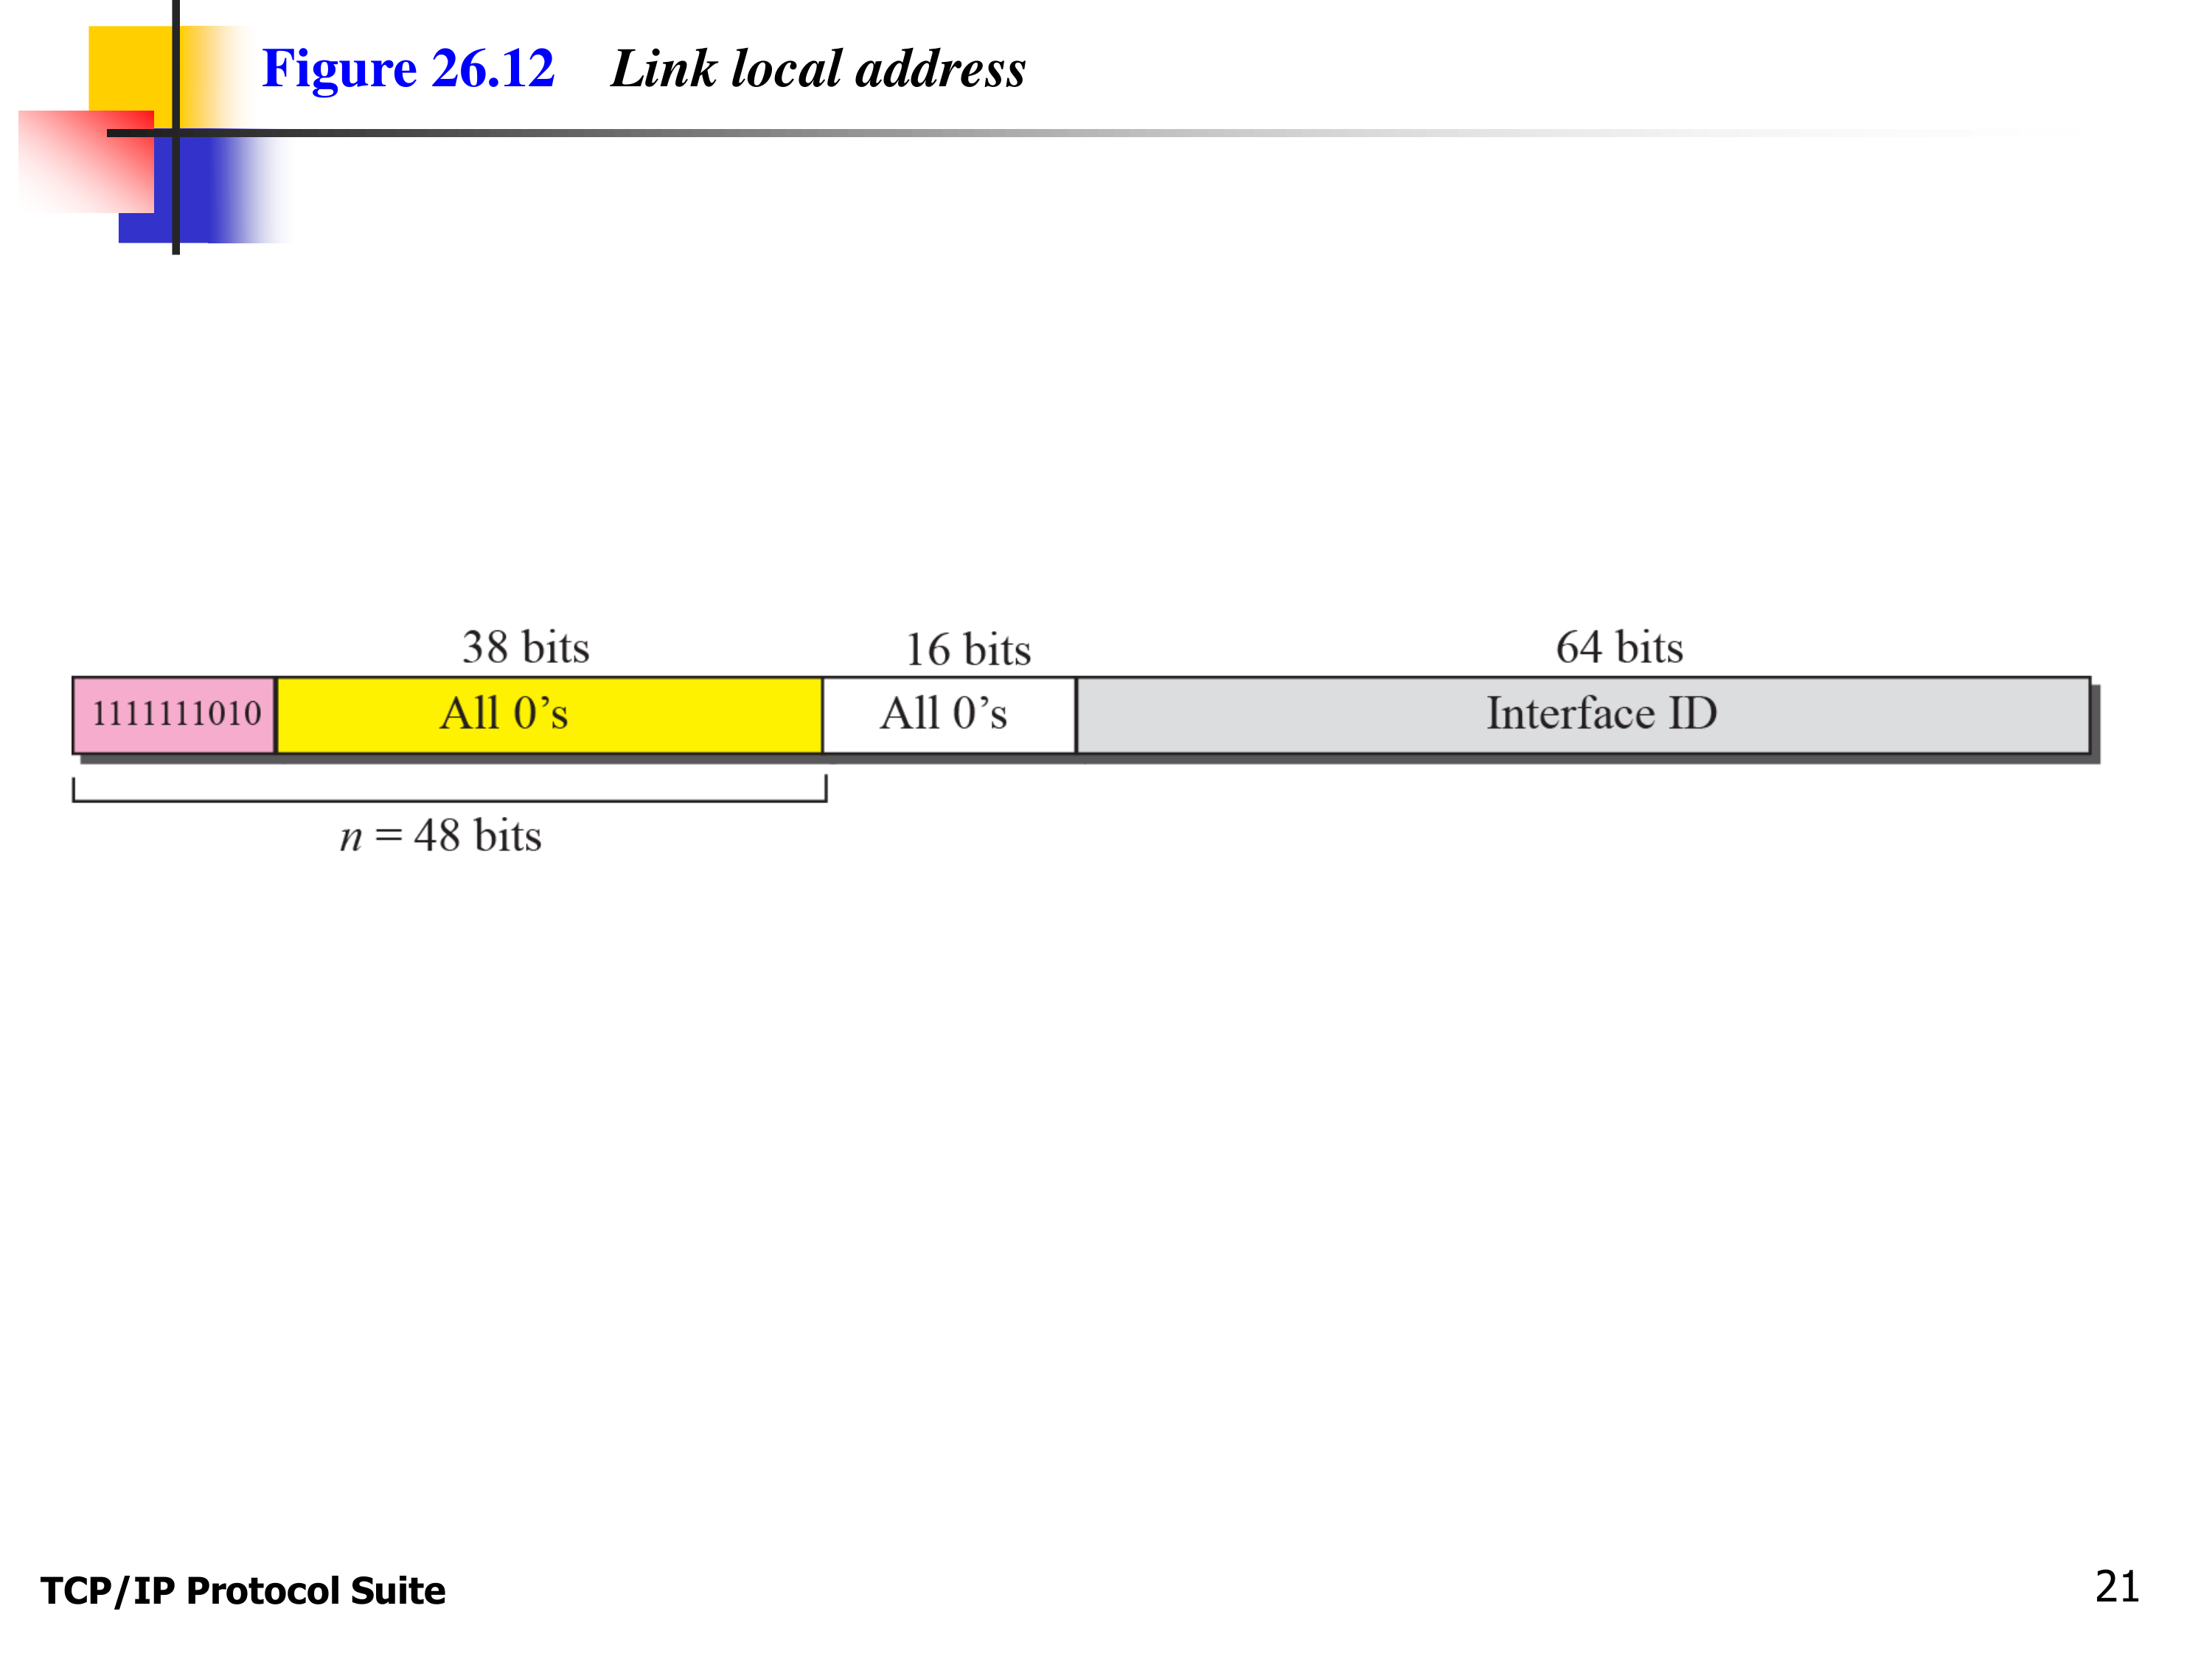 Figure 26.12 Link local address
38 bits 16 bits 64 bits
1111111010 All 0’s All 0’s Interface ID
n = 48 bits
TCP/IP Protocol Suite 21